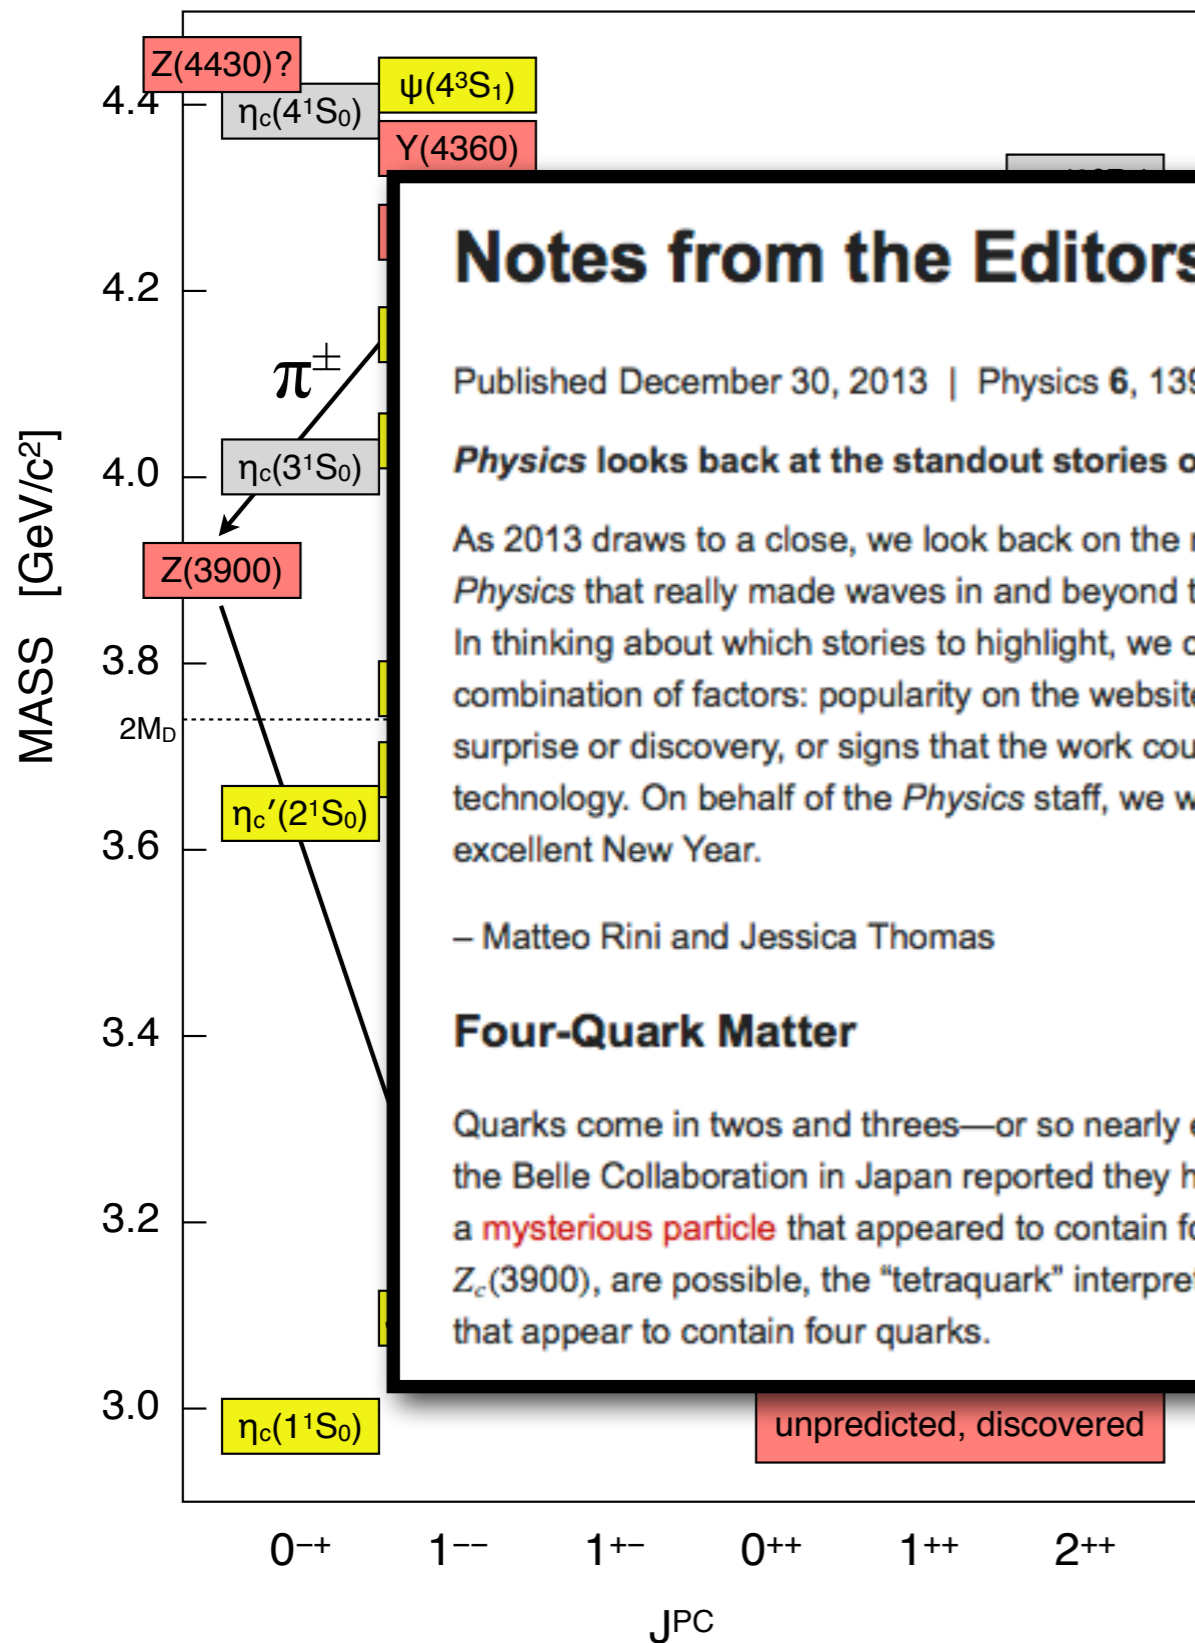 Z(4430)?
ψ(4³S₁)
4.4
ηc(4¹S₀)
Y(4360)
Notes from the Editors
4.2
π±
Published December 30, 2013 | Physics 6, 139
Physics looks back at the standout stories
MASS [GeV/c²]
4.0
ηc(3¹S₀)
As 2013 draws to a close, we look back on the
Z(3900)
Physics that really made waves in and beyond
In thinking about which stories to highlight, we
3.8
combination of factors: popularity on the website
2M_D
surprise or discovery, or signs that the work
technology. On behalf of the Physics staff, we
ηc′(2¹S₀)
3.6
excellent New Year.
– Matteo Rini and Jessica Thomas
3.4
Four-Quark Matter
Quarks come in twos and threes—or so nearly
the Belle Collaboration in Japan reported they
3.2
a mysterious particle that appeared to contain
Zc(3900), are possible, the “tetraquark”
that appear to contain four quarks.
3.0
ηc(1¹S₀)
unpredicted, discovered
0⁻⁺ 1⁻⁻ 1⁺⁻ 0⁺⁺ 1⁺⁺ 2⁺⁺
J^PC